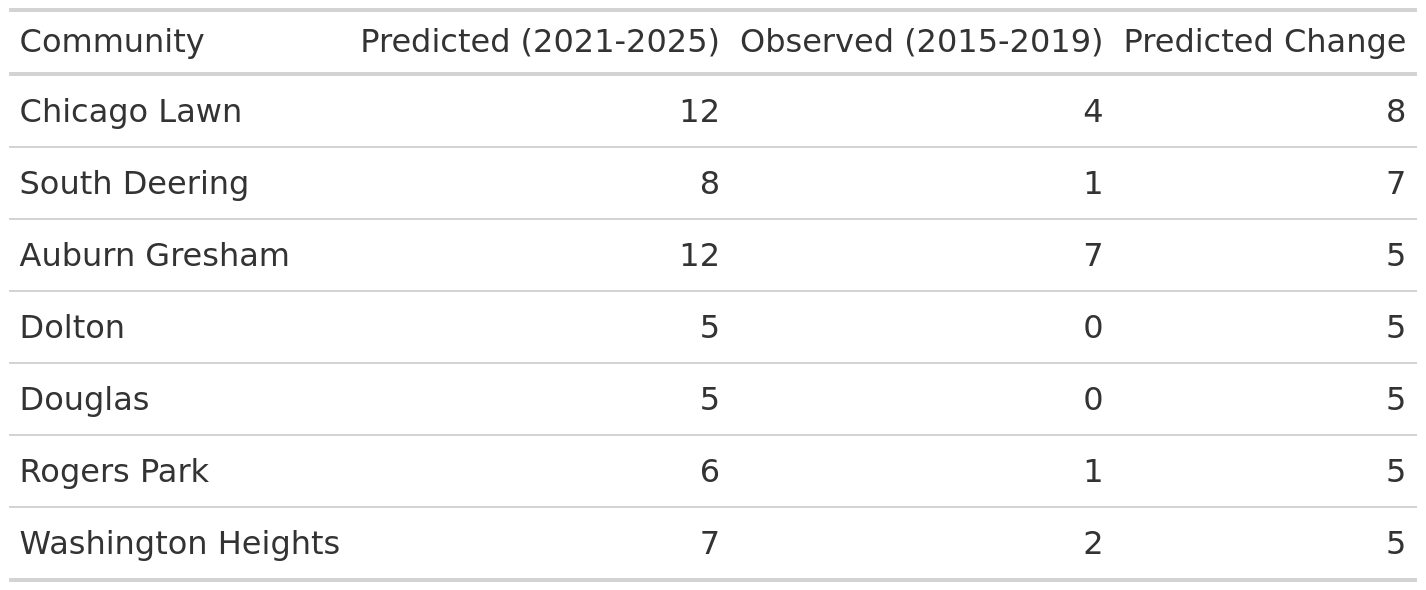 Community Predicted (2021-2025) Observed (2015-2019) Predicted Change
Chicago Lawn 12 4 8
South Deering 8 1 7
Auburn Gresham 12 7 5
Dolton 5 0 5
Douglas 5 0 5
Rogers Park 6 1 5
Washington Heights 7 2 5